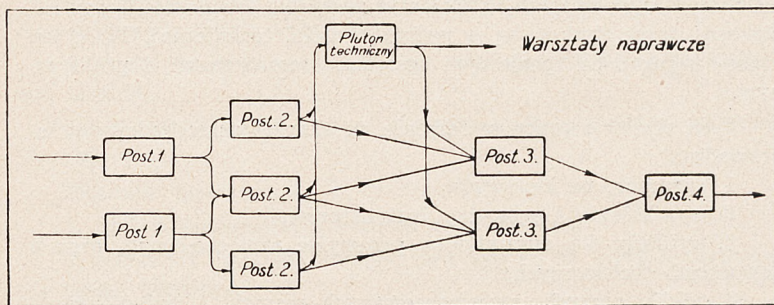 Pluton
techniczny
Warsztaty naprawcze
Post. 2.
Post. 1
Post. 3.
Post. 2.
Post. 4.
Post. 1
Post. 3.
Post. 2.